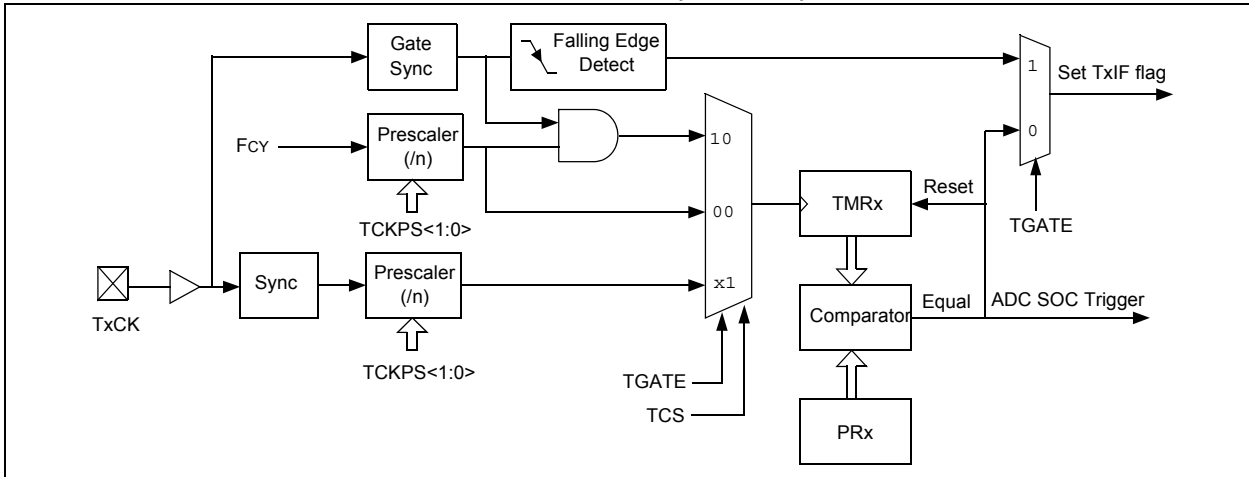 Gate
Sync
Falling Edge
Detect
1
Set TxIF flag
0
FCY
Prescaler
(/n)
10
TCKPS<1:0>
00
TMRx
Reset
TGATE
TxCK
Sync
Prescaler
(/n)
x1
Comparator
Equal
ADC SOC Trigger
TCKPS<1:0>
TGATE
TCS
PRx